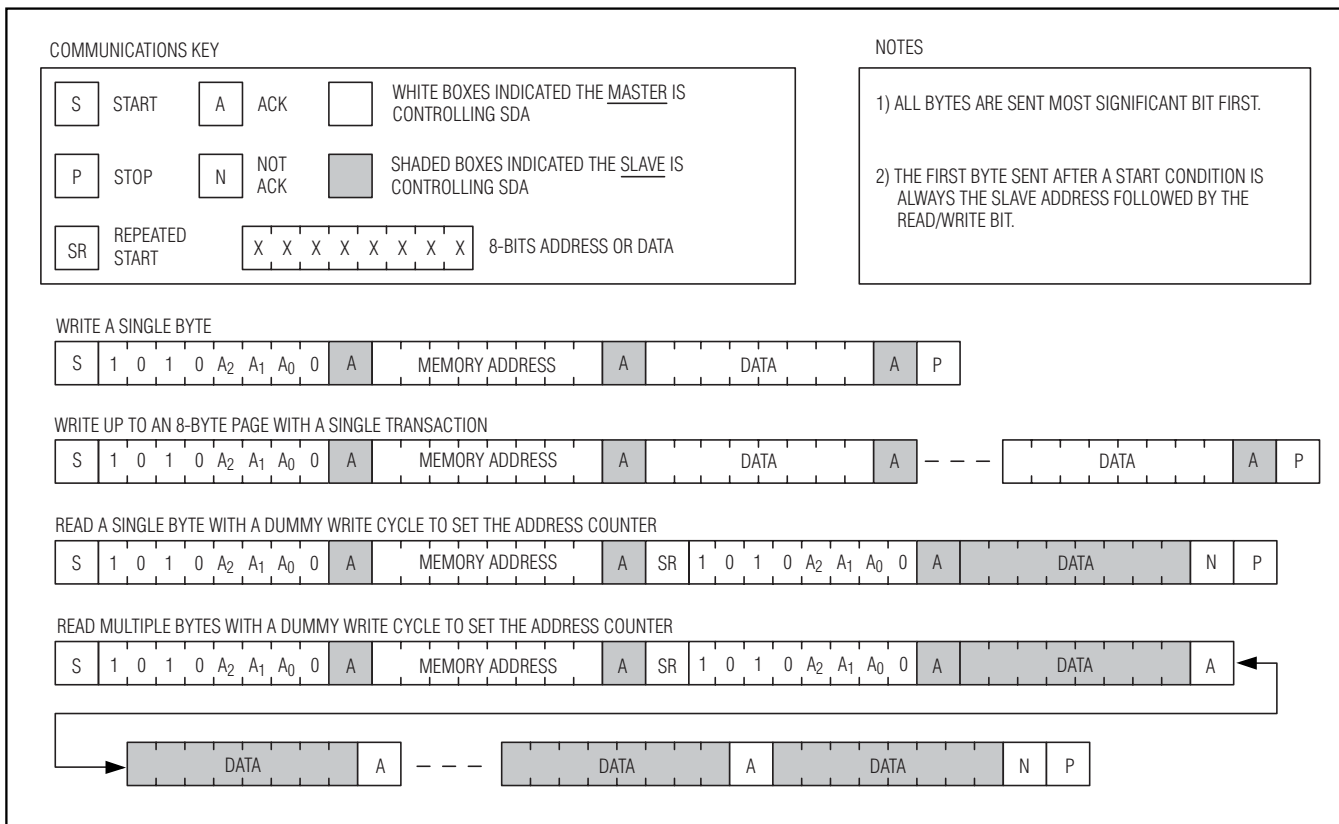 COMMUNICATIONS KEY
S START A ACK WHITE BOXES INDICATED THE MASTER IS
CONTROLLING SDA
P STOP N NOT
ACK SHADED BOXES INDICATED THE SLAVE IS
CONTROLLING SDA
SR REPEATED
START X X X X X X X X 8-BITS ADDRESS OR DATA
NOTES
1) ALL BYTES ARE SENT MOST SIGNIFICANT BIT FIRST.
2) THE FIRST BYTE SENT AFTER A START CONDITION IS
ALWAYS THE SLAVE ADDRESS FOLLOWED BY THE
READ/WRITE BIT.
WRITE A SINGLE BYTE
S 1 0 1 0 A2 A1 A0 0 A MEMORY ADDRESS A DATA A P
WRITE UP TO AN 8-BYTE PAGE WITH A SINGLE TRANSACTION
S 1 0 1 0 A2 A1 A0 0 A MEMORY ADDRESS A DATA A DATA A P
READ A SINGLE BYTE WITH A DUMMY WRITE CYCLE TO SET THE ADDRESS COUNTER
S 1 0 1 0 A2 A1 A0 0 A MEMORY ADDRESS A SR 1 0 1 0 A2 A1 A0 0 A DATA N P
READ MULTIPLE BYTES WITH A DUMMY WRITE CYCLE TO SET THE ADDRESS COUNTER
S 1 0 1 0 A2 A1 A0 0 A MEMORY ADDRESS A SR 1 0 1 0 A2 A1 A0 0 A DATA A
DATA A DATA A DATA N P